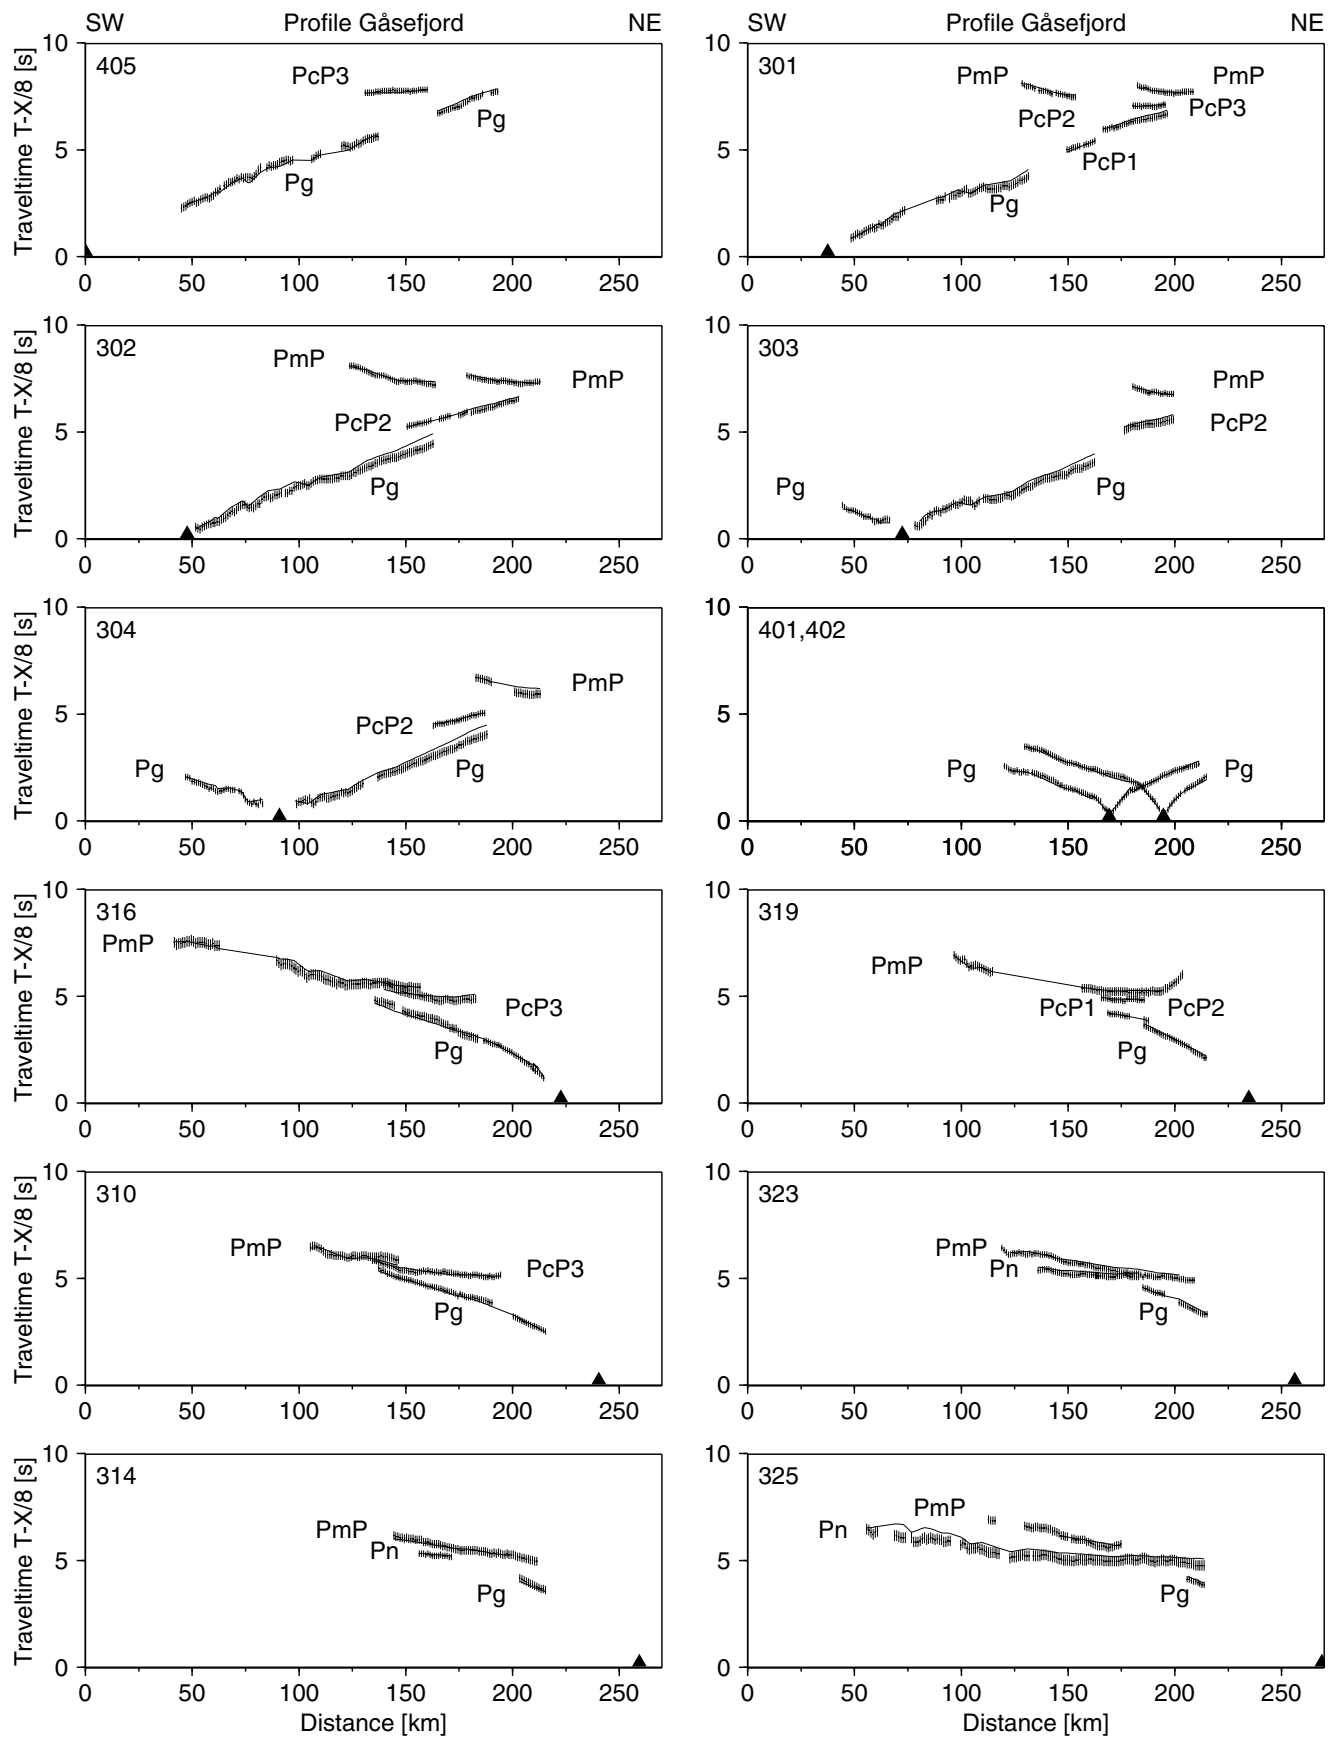 SW Profile Gåsefjord NE
SW Profile Gåsefjord NE
Traveltime T-X/8 [s]
10
5
0
405
PcP3
Pg
Pg
0 50 100 150 200 250
10
5
0
301
PmP
PmP
PcP2
PcP3
PcP1
Pg
0 50 100 150 200 250
Traveltime T-X/8 [s]
10
5
0
302
PmP
PmP
PcP2
Pg
0 50 100 150 200 250
10
5
0
303
PmP
PcP2
Pg
Pg
0 50 100 150 200 250
Traveltime T-X/8 [s]
10
5
0
304
PmP
PcP2
Pg
Pg
0 50 100 150 200 250
10
5
0
401,402
Pg
Pg
0 50 100 150 200 250
Traveltime T-X/8 [s]
10
5
0
316
PmP
PcP3
Pg
0 50 100 150 200 250
10
5
0
319
PmP
PcP1
PcP2
Pg
0 50 100 150 200 250
Traveltime T-X/8 [s]
10
5
0
310
PmP
PcP3
Pg
0 50 100 150 200 250
10
5
0
323
PmP
Pn
Pg
0 50 100 150 200 250
Traveltime T-X/8 [s]
10
5
0
314
PmP
Pn
Pg
0 50 100 150 200 250
Distance [km]
10
5
0
325
PmP
Pn
Pg
0 50 100 150 200 250
Distance [km]